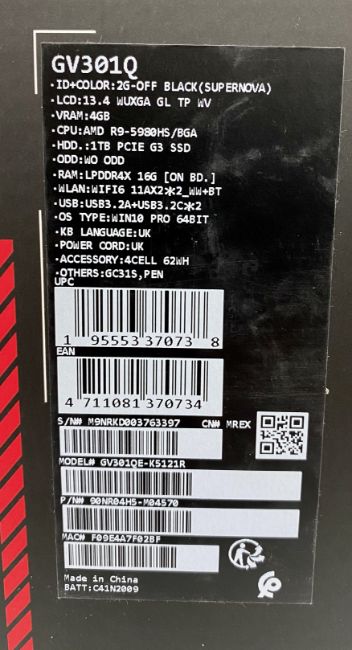 GV301Q
·ID+COLOR:2G-OFF BLACK(SUPERNOVA)
·LCD:13.4 WUXGA GL TP WV
·VRAM:4GB
·CPU:AMD R9-5980HS/BGA
·HDD.:1TB PCIE G3 SSD
·ODD:WO ODD
·RAM:LPDDR4X 16G [ON BD.]
·WLAN:WIFI6 11AX2*2_WW+BT
·USB:USB3.2A+USB3.2C*2
·OS TYPE:WIN10 PRO 64BIT
·KB LANGUAGE:UK
·POWER CORD:UK
·ACCESSORY:4CELL 62WH
·OTHERS:GC31S,PEN
UPC
1 95553 37073 8
EAN
4 711081 370734
S/N# M9NRKD003763397 CN# MREX
MODEL# GV301QE-K5121R
P/N# 90NR04H5-M04570
MAC# F09E4A7F02BF
Made in China
BATT:C41N2009